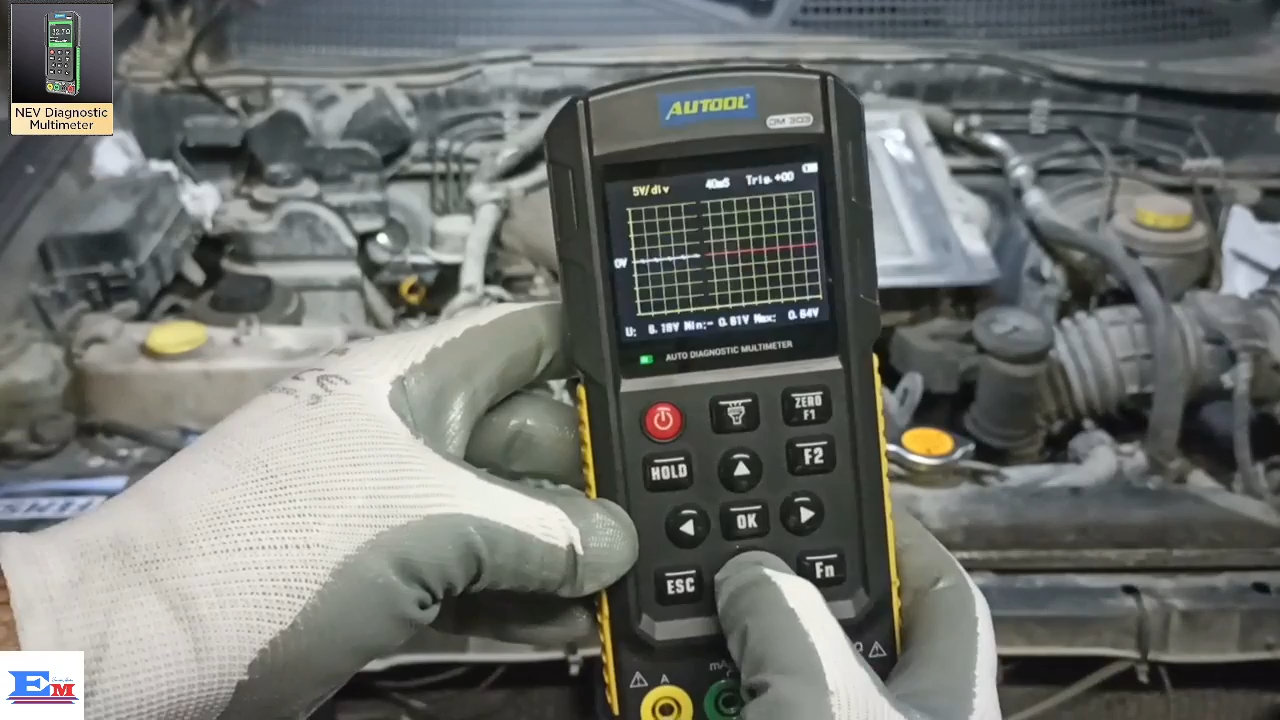 NEV Diagnostic
Multimeter
AUTOOL
DM 303
5V/div 40mS Trig.+00
0V
U: 6.18V Min:- 0.61V Max: 0.64V
AUTO DIAGNOSTIC MULTIMETER
ZERO
F1
HOLD
F2
OK
ESC
Fn
A
mA
Ω
EM